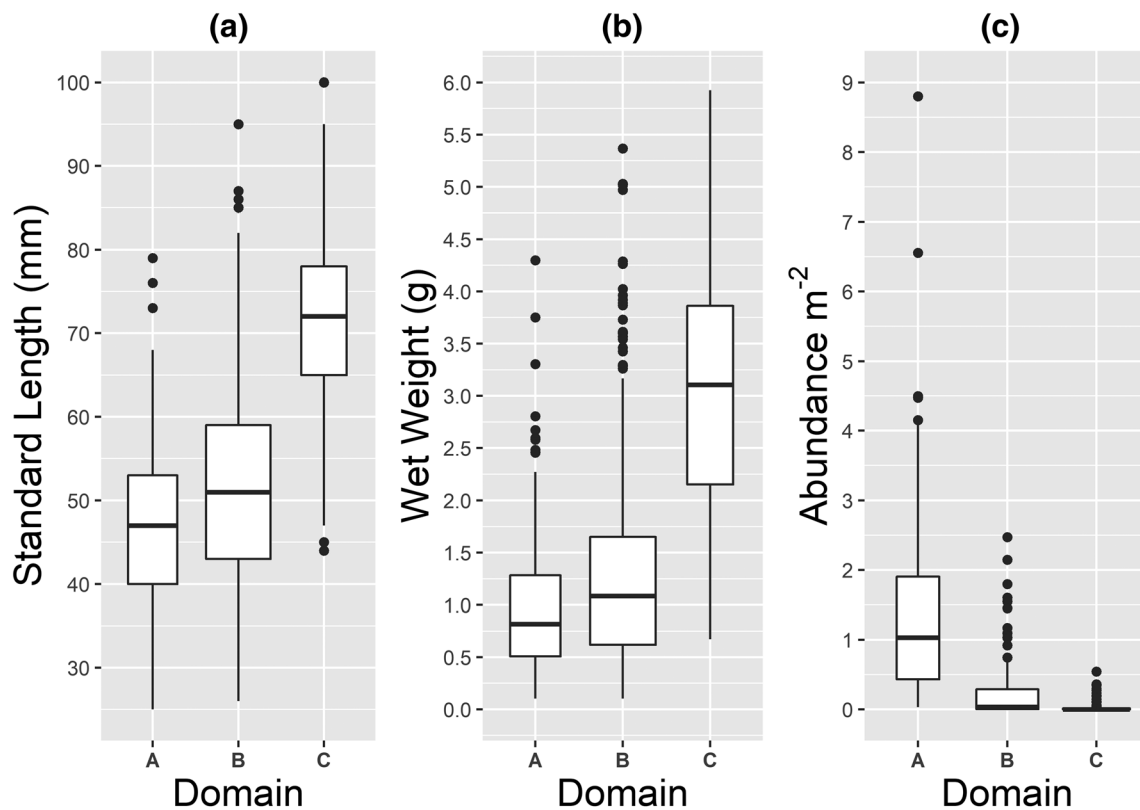 (a)
(b)
(c)
Standard Length (mm)
100
90
80
70
60
50
40
30
A B C
Domain
Wet Weight (g)
6.0
5.5
5.0
4.5
4.0
3.5
3.0
2.5
2.0
1.5
1.0
0.5
0.0
A B C
Domain
Abundance m⁻²
9
8
7
6
5
4
3
2
1
0
A B C
Domain